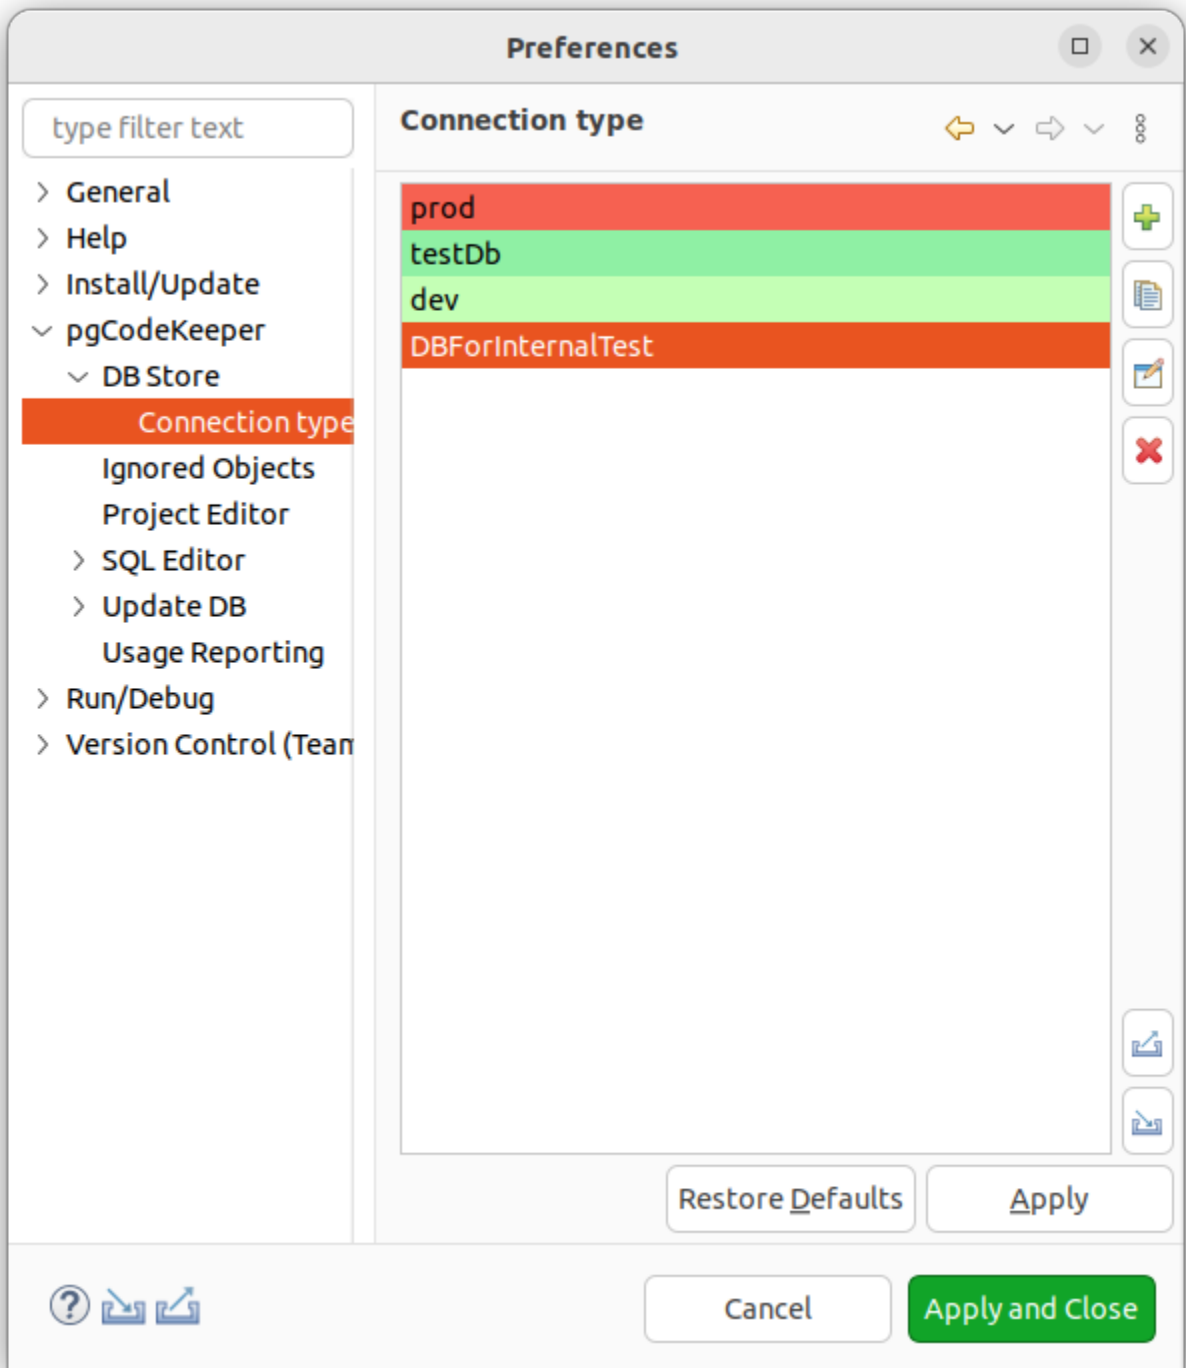 Preferences
type filter text
Connection type
General
Help
Install/Update
pgCodeKeeper
DB Store
Connection type
Ignored Objects
Project Editor
SQL Editor
Update DB
Usage Reporting
Run/Debug
Version Control (Team
prod
testDb
dev
DBForInternalTest
Restore Defaults
Apply
Cancel
Apply and Close